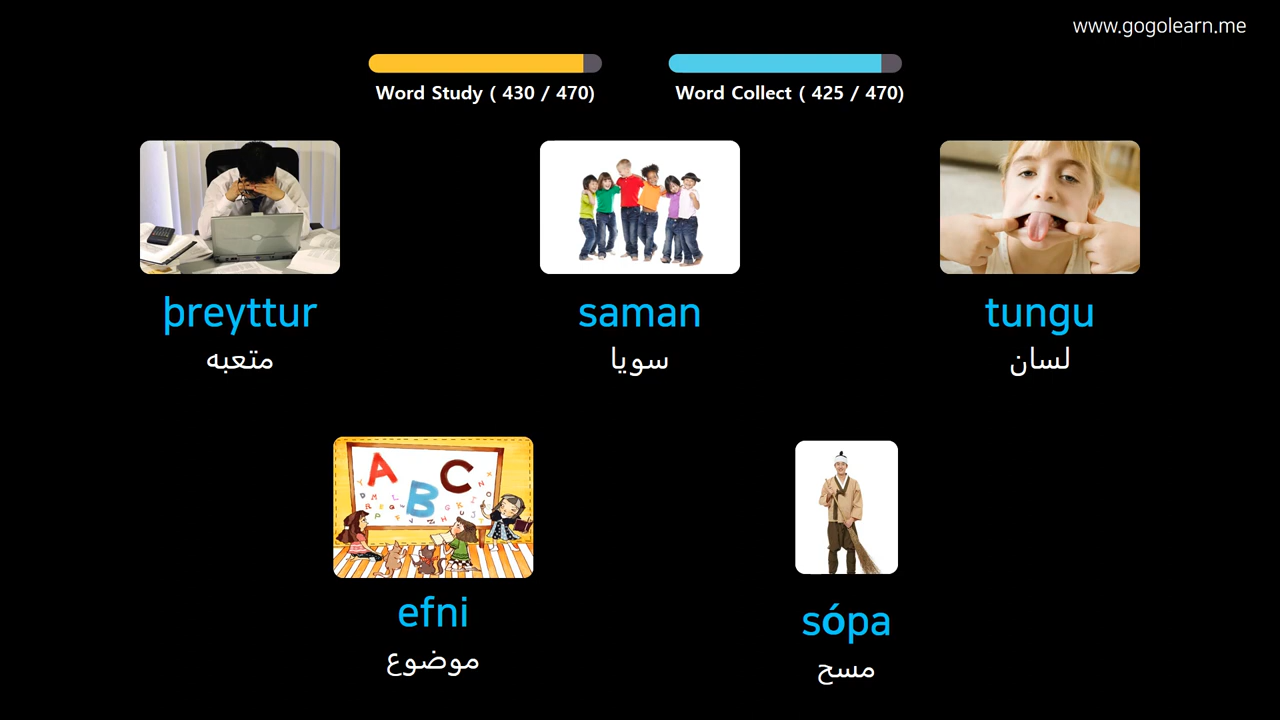 www.gogolearn.me
Word Study ( 430 / 470)
Word Collect ( 425 / 470)
þreyttur
متعبه
saman
سويا
tungu
لسان
A B C
efni
موضوع
sópa
مسح